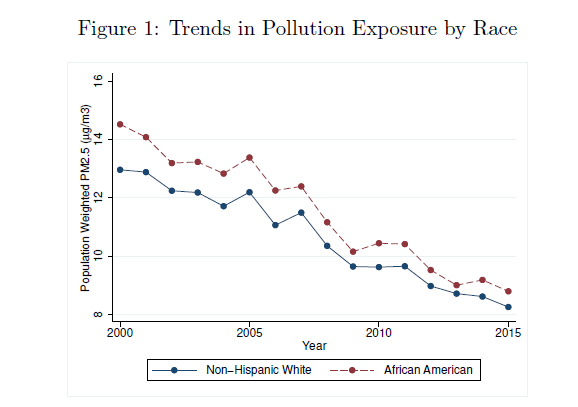 Figure 1: Trends in Pollution Exposure by Race
Population Weighted PM2.5 (µg/m3)
16
14
12
10
8
2000 2005 2010 2015
Year
Non-Hispanic White African American